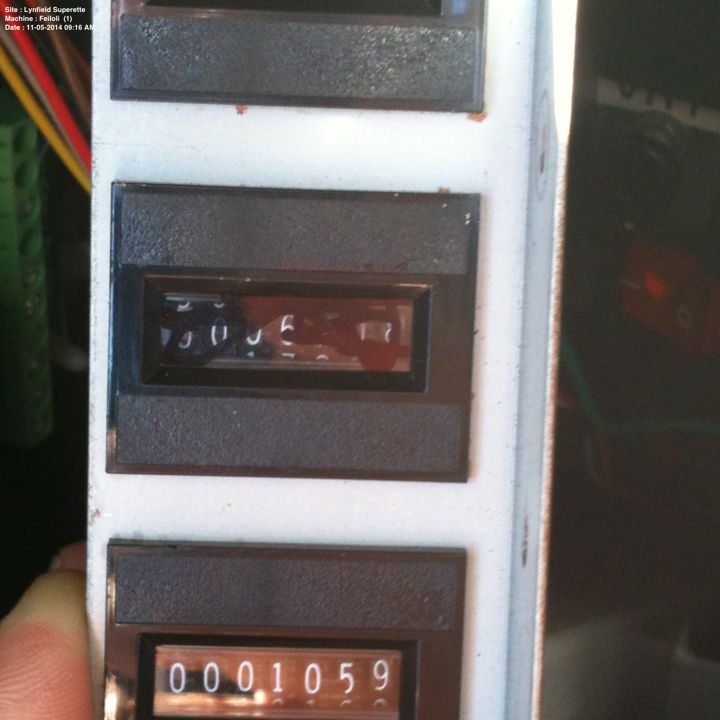 Site : Lynfield Superette
Machine : Feiloli (1)
Date : 11-05-2014 09:16 AM
0001059